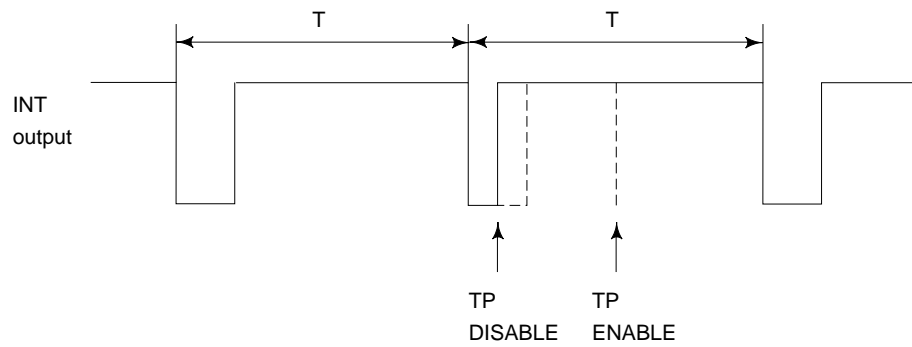 T
T
INT
output
TP
DISABLE
TP
ENABLE